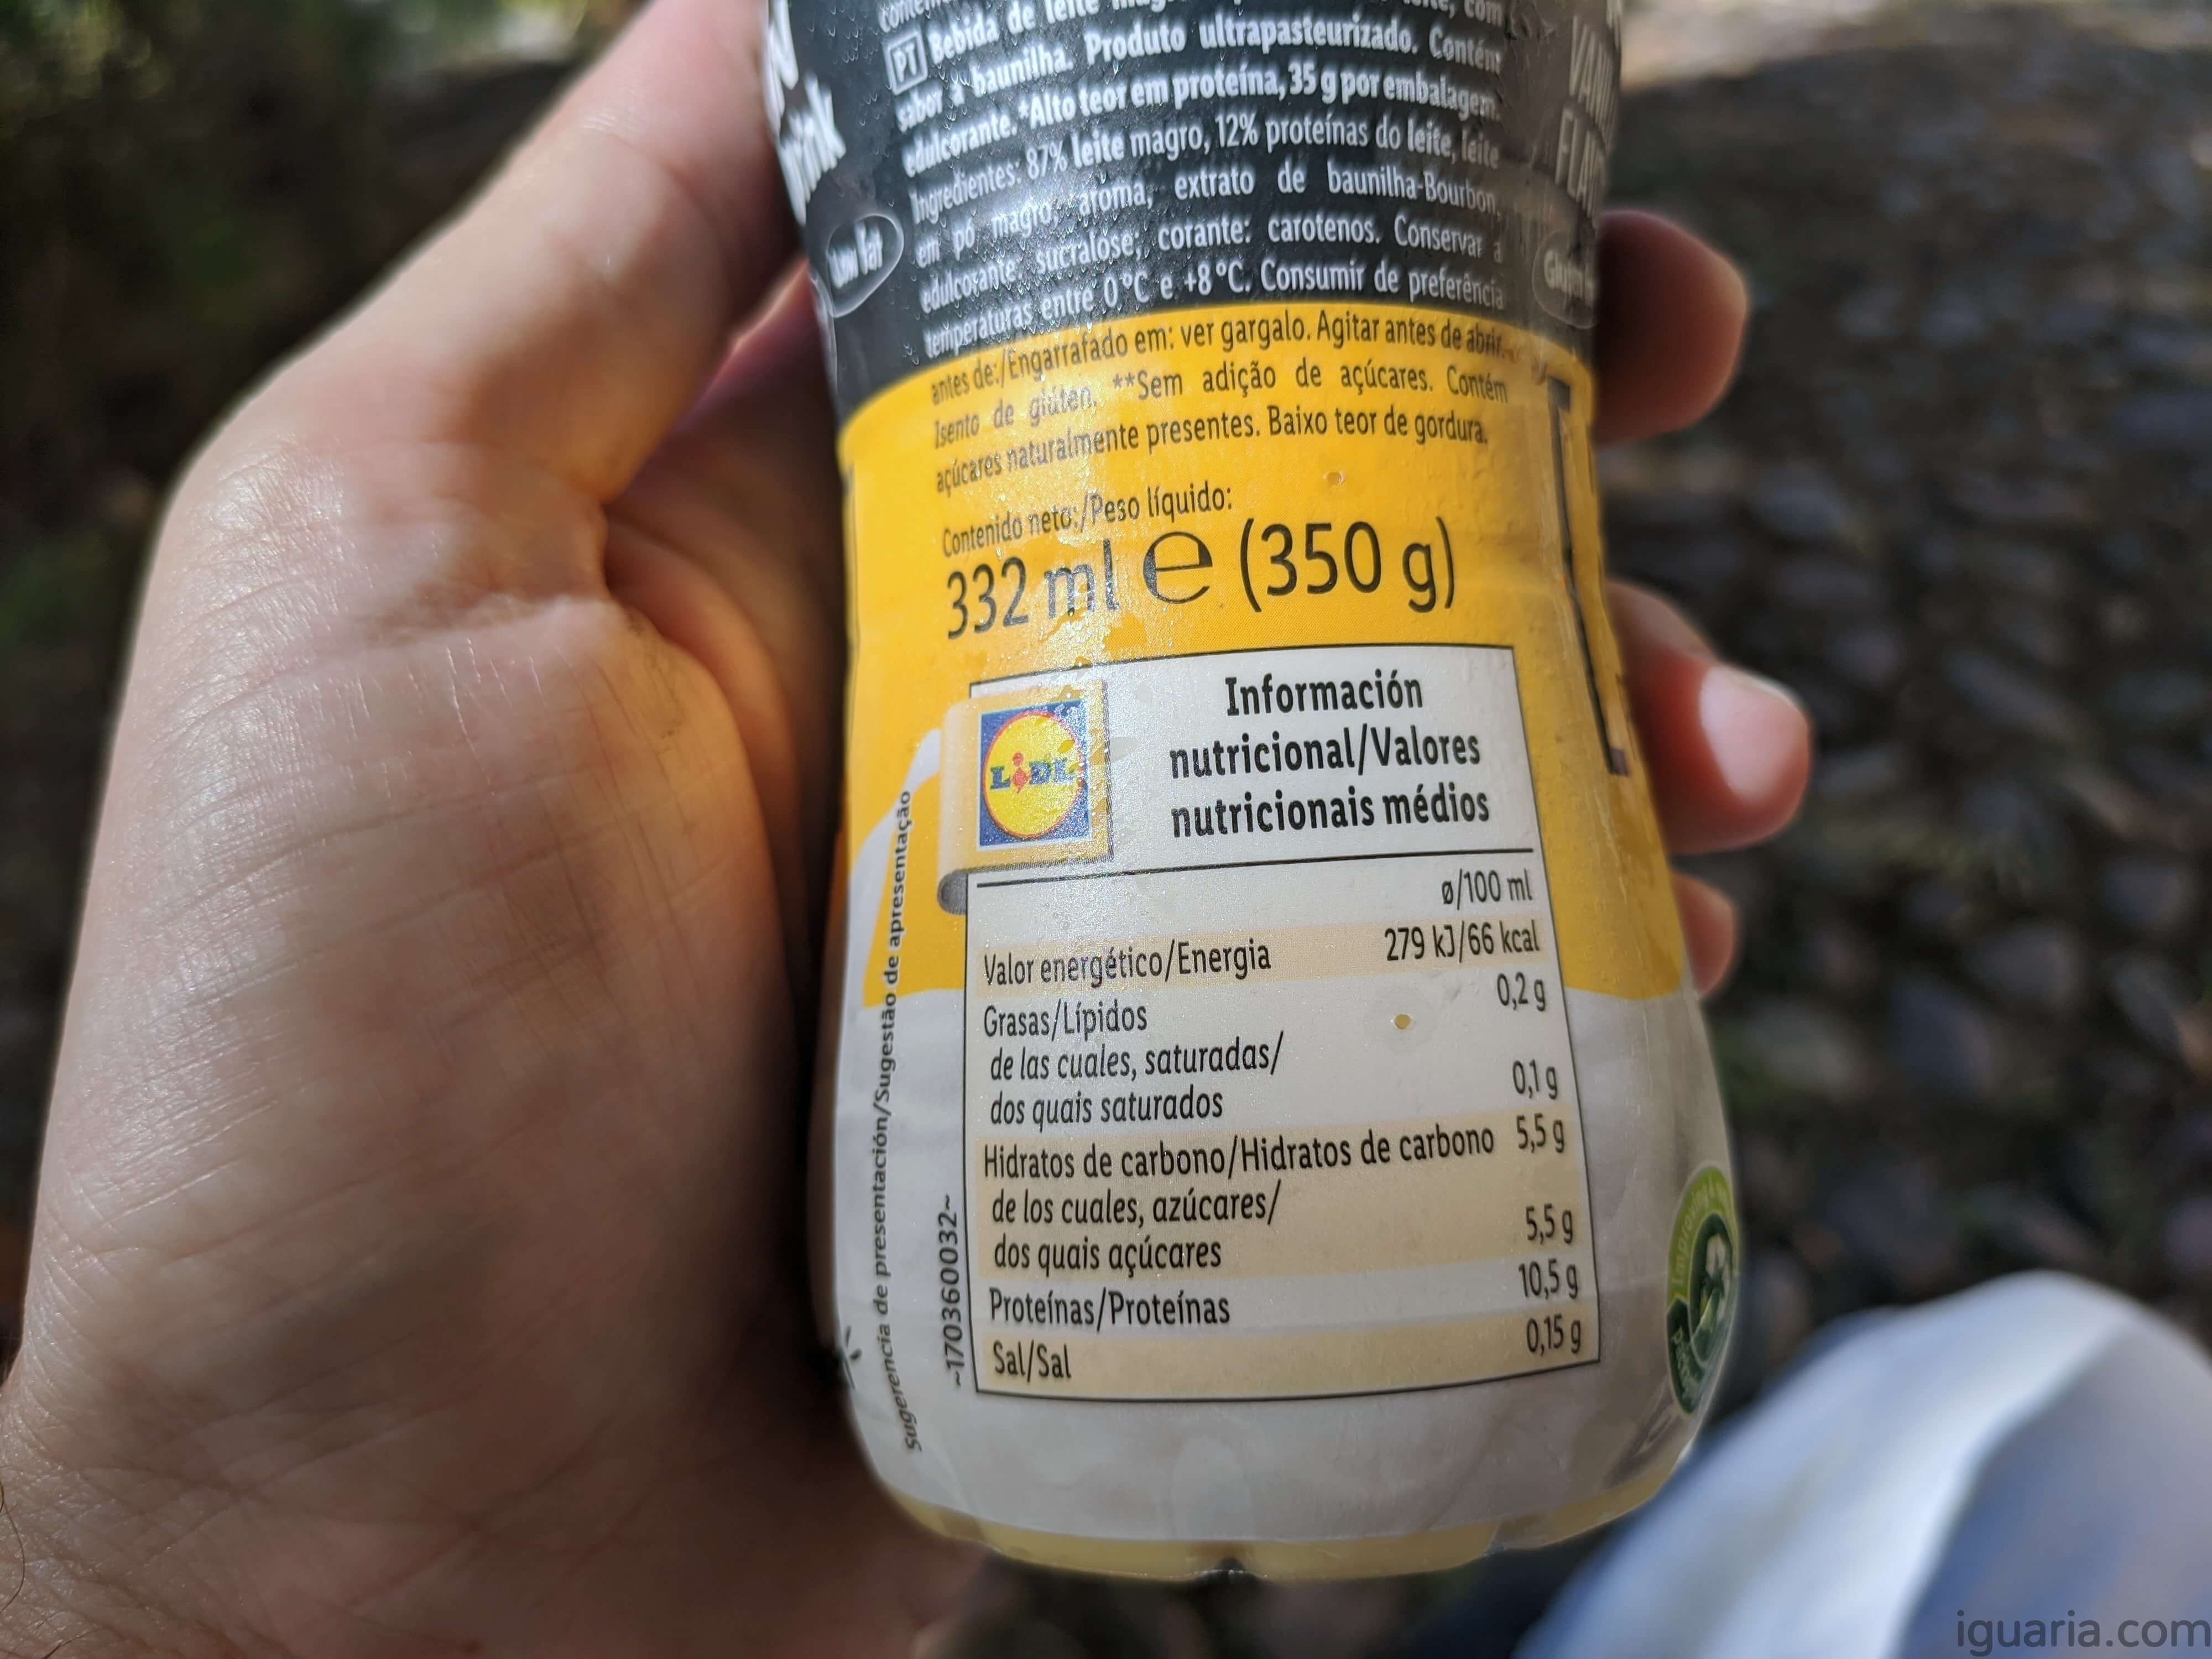 PT Bebida de leite
sabor a baunilha. Produto ultrapasteurizado. Contém
edulcorante. *Alto teor em proteína, 35 g por embalagem.
Ingredientes: 87% leite magro, 12% proteínas do leite, leite
em pó magro, aroma, extrato de baunilha-Bourbon,
edulcorante: sucralose; corante: carotenos. Conservar a
temperaturas entre 0 °C e +8 °C. Consumir de preferência
antes de:/Engarrafado em: ver gargalo. Agitar antes de abrir.
Isento de glúten. **Sem adição de açúcares. Contém
açúcares naturalmente presentes. Baixo teor de gordura.
Drink
Low fat
Contenido neto:/Peso líquido:
332 ml e (350 g)
LIDL
Información
nutricional/Valores
nutricionais médios
ø/100 ml
Valor energético/Energia 279 kJ/66 kcal
Grasas/Lípidos 0,2 g
de las cuales, saturadas/
dos quais saturados 0,1 g
Hidratos de carbono/Hidratos de carbono 5,5 g
de los cuales, azúcares/
dos quais açúcares 5,5 g
Proteínas/Proteínas 10,5 g
Sal/Sal 0,15 g
Sugerencia de presentación/Sugestão de apresentação
~1703600032~
iguaria.com